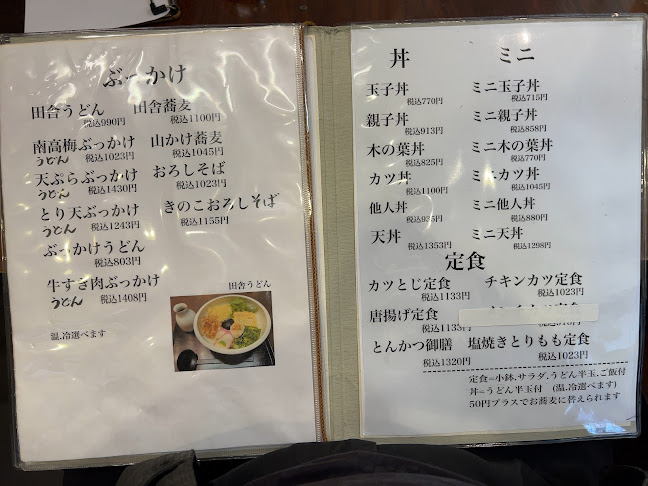 ぶっかけ
田舎うどん 田舎蕎麦
税込990円 税込1100円
南高梅ぶっかけ 山かけ蕎麦
うどん 税込1023円 税込1045円
天ぷらぶっかけ おろしそば
うどん 税込1430円 税込1023円
とり天ぶっかけ きのこおろしそば
うどん 税込1243円 税込1155円
ぶっかけうどん
税込803円
牛すき肉ぶっかけ
うどん 税込1408円
田舎うどん
温.冷選べます
丼 ミニ
玉子丼 ミニ玉子丼
税込770円 税込715円
親子丼 ミニ親子丼
税込913円 税込858円
木の葉丼 ミニ木の葉丼
税込825円 税込770円
カツ丼 ミニカツ丼
税込1100円 税込1045円
他人丼 ミニ他人丼
税込935円 税込880円
天丼 ミニ天丼
税込1353円 税込1298円
定食
カツとじ定食 チキンカツ定食
税込1133円 税込1023円
唐揚げ定食
とんかつ御膳 塩焼きとりもも定食
税込1320円 税込1023円
定食=小鉢.サラダ.うどん半玉.ご飯付
丼=うどん半玉付 (温.冷選べます)
50円プラスでお蕎麦に替えられます